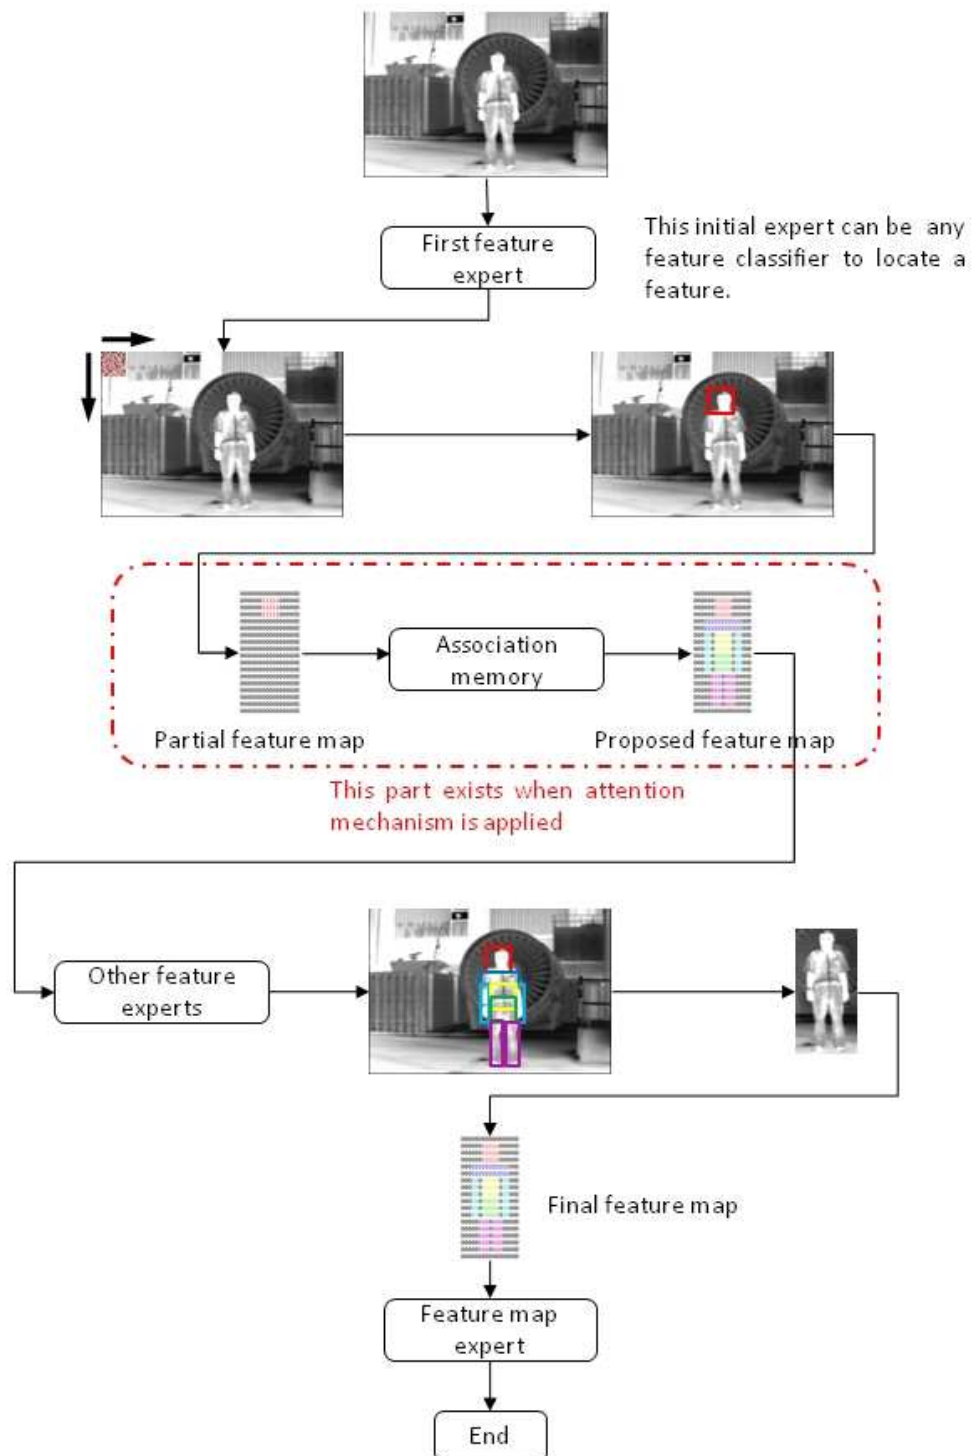 First feature
expert
This initial expert can be any
feature classifier to locate a
feature.
Association
memory
Partial feature map
Proposed feature map
This part exists when attention
mechanism is applied
Other feature
experts
Final feature map
Feature map
expert
End